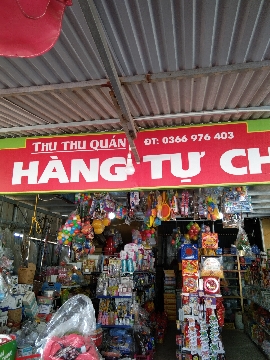 THU THU QUÁN ĐT: 0366 976 403
HÀNG TỰ CH